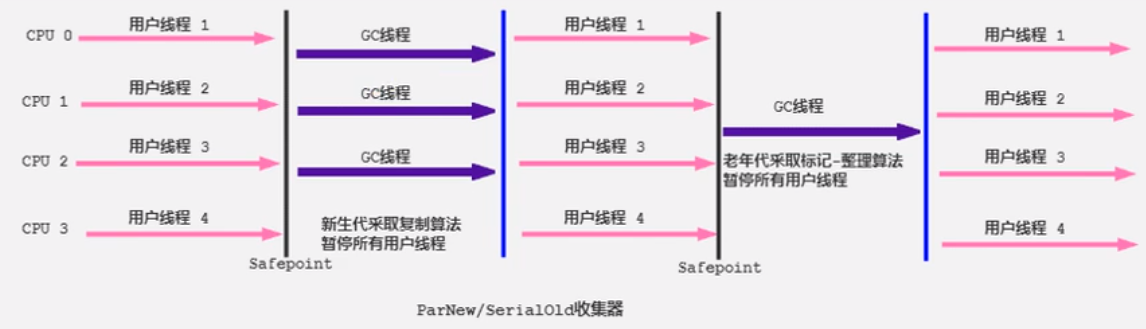 CPU 0
用户线程 1
GC线程
用户线程 1
用户线程 1
CPU 1
用户线程 2
GC线程
用户线程 2
GC线程
用户线程 2
CPU 2
用户线程 3
GC线程
用户线程 3
老年代采取标记-整理算法
暂停所有用户线程
用户线程 3
CPU 3
用户线程 4
新生代采取复制算法
暂停所有用户线程
用户线程 4
用户线程 4
Safepoint
Safepoint
ParNew/SerialOld收集器